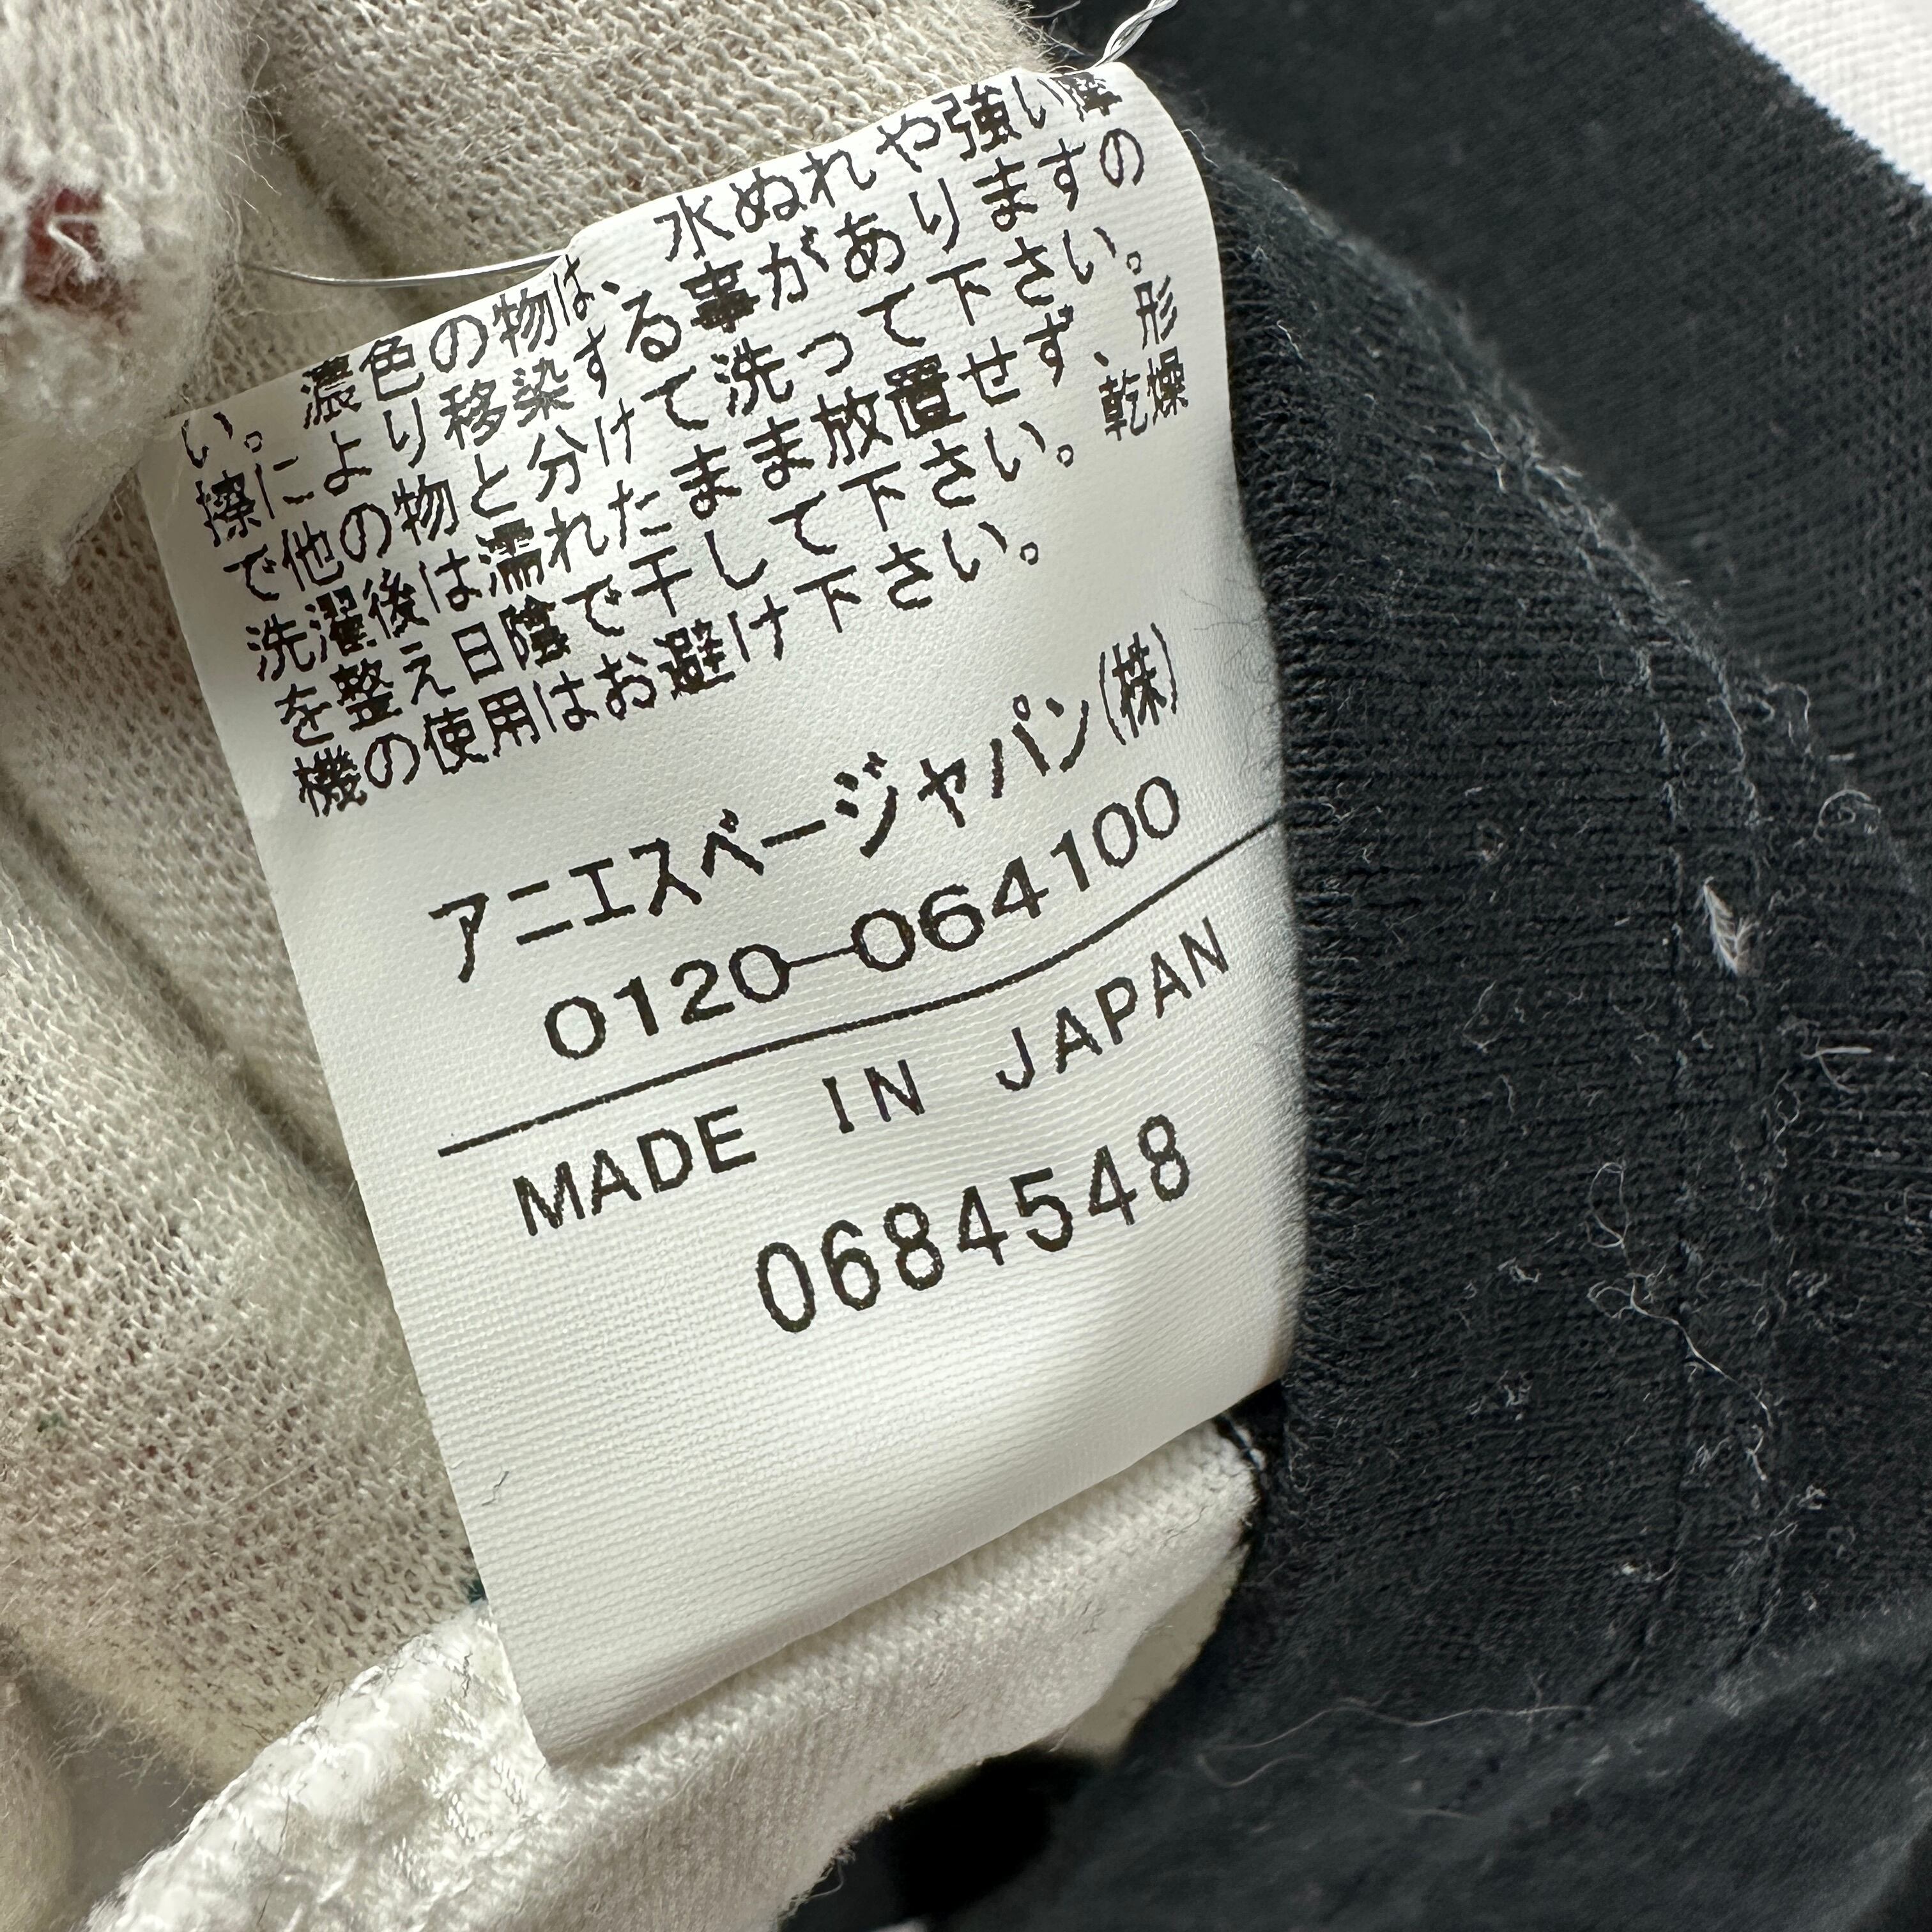 い。濃色の物は、水ぬれや強い摩
擦により移染する事がありますの
で他の物と分けて洗って下さい。
洗濯後は濡れたまま放置せず、形
を整え日陰で干して下さい。乾燥
機の使用はお避け下さい。
アニエスベージャパン(株)
0120-064100
MADE IN JAPAN
0684548